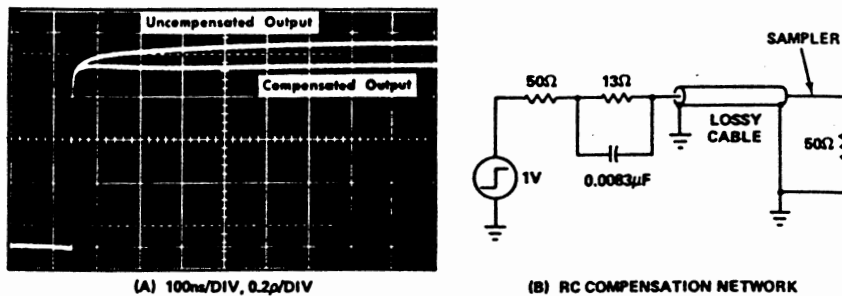 Uncompensated Output
Compensated Output
(A) 100ns/DIV, 0.2ρ/DIV
SAMPLER
50Ω
13Ω
LOSSY
CABLE
50Ω
1V
0.0083μF
(B) RC COMPENSATION NETWORK